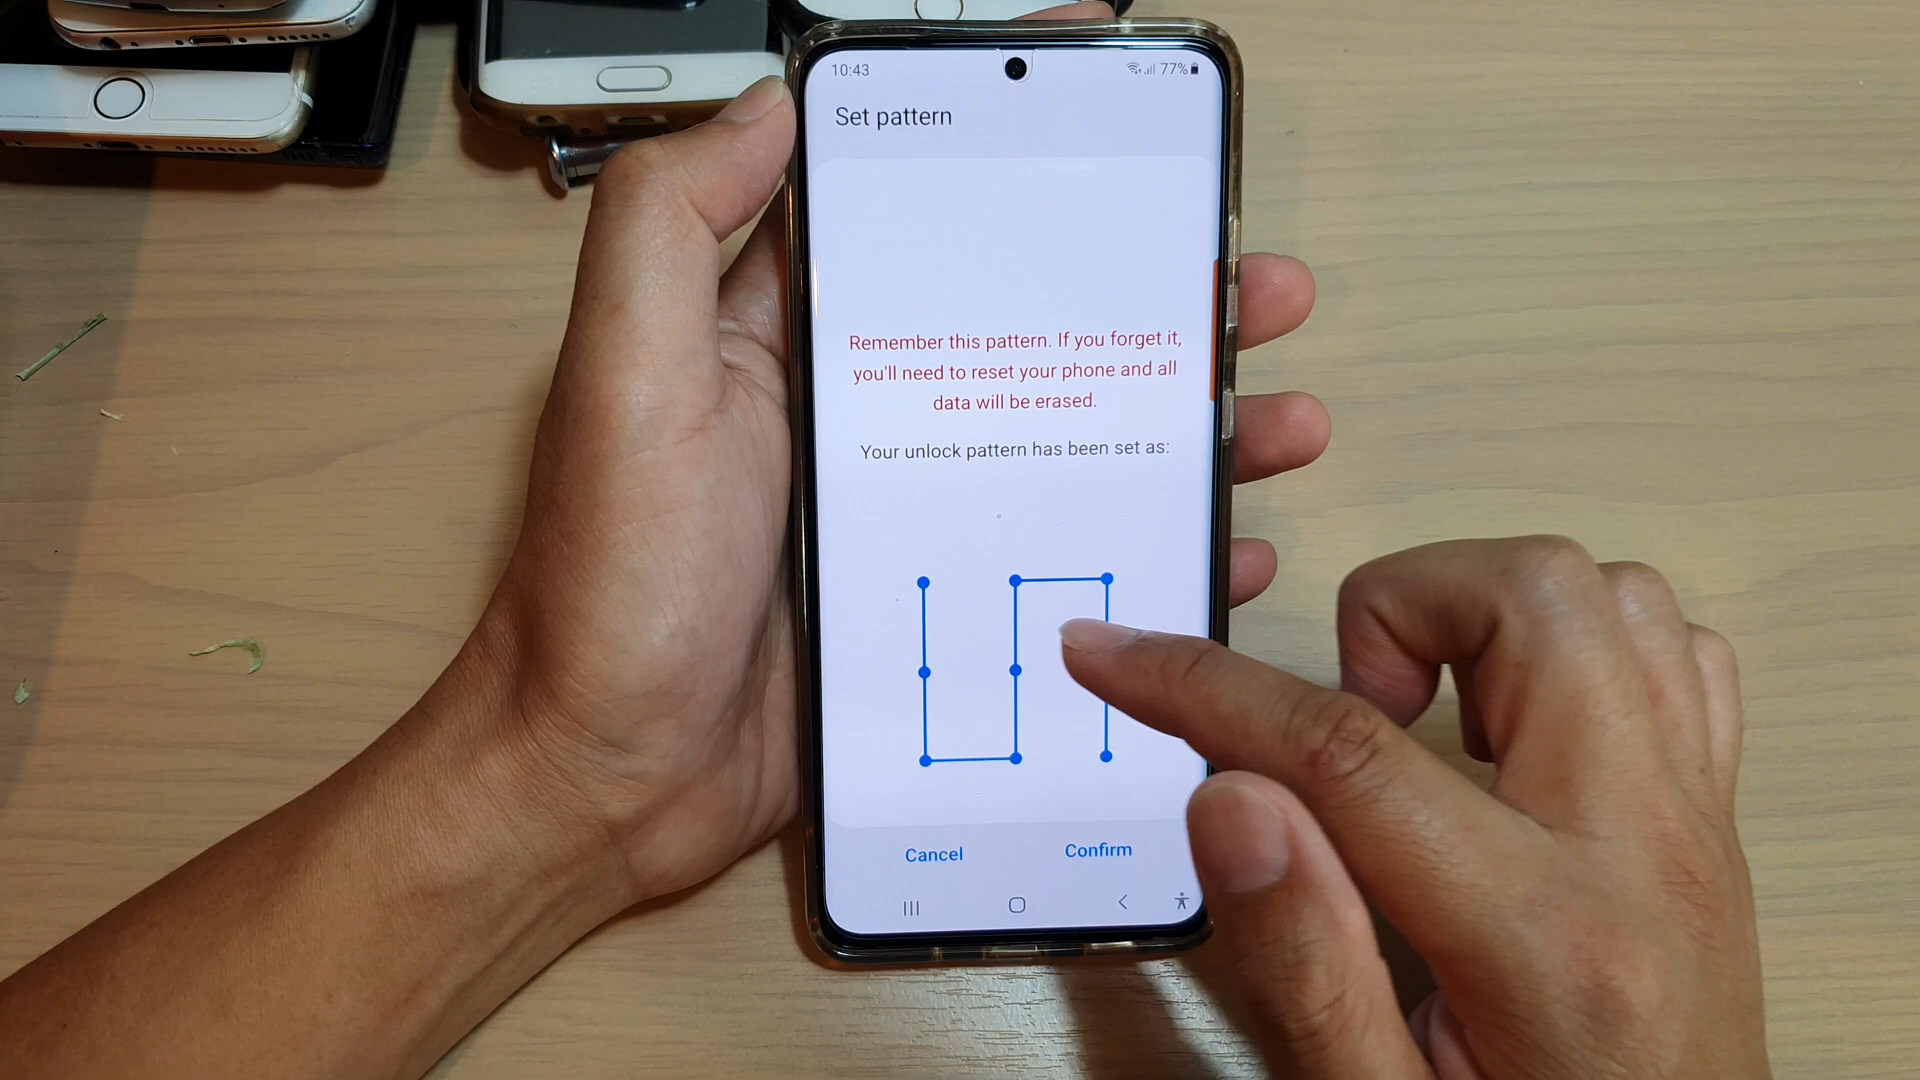 10:43 77%
Set pattern
Remember this pattern. If you forget it,
you'll need to reset your phone and all
data will be erased.
Your unlock pattern has been set as:
Cancel Confirm